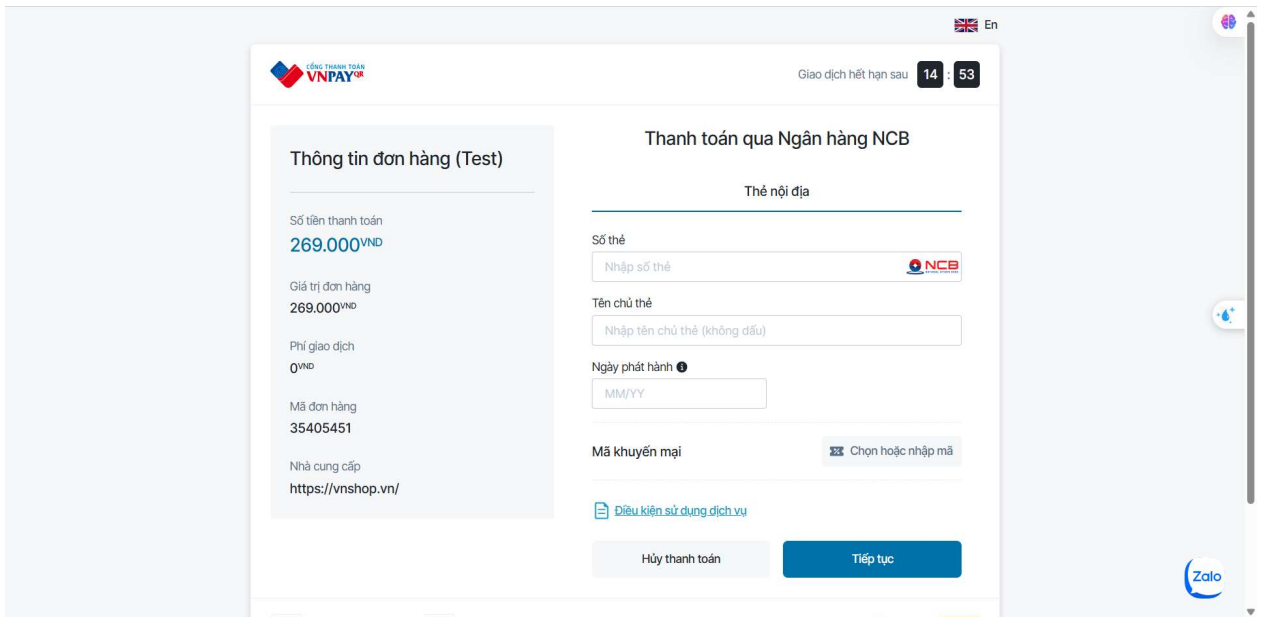 En
CỔNG THANH TOÁN
VNPAYQR
Giao dịch hết hạn sau 14 : 53
Thông tin đơn hàng (Test)
Số tiền thanh toán
269.000VND
Giá trị đơn hàng
269.000VND
Phí giao dịch
0VND
Mã đơn hàng
35405451
Nhà cung cấp
https://vnshop.vn/
Thanh toán qua Ngân hàng NCB
Thẻ nội địa
Số thẻ
Nhập số thẻ NCB
Tên chủ thẻ
Nhập tên chủ thẻ (không dấu)
Ngày phát hành
MM/YY
Mã khuyến mại Chọn hoặc nhập mã
Điều kiện sử dụng dịch vụ
Hủy thanh toán Tiếp tục
Zalo